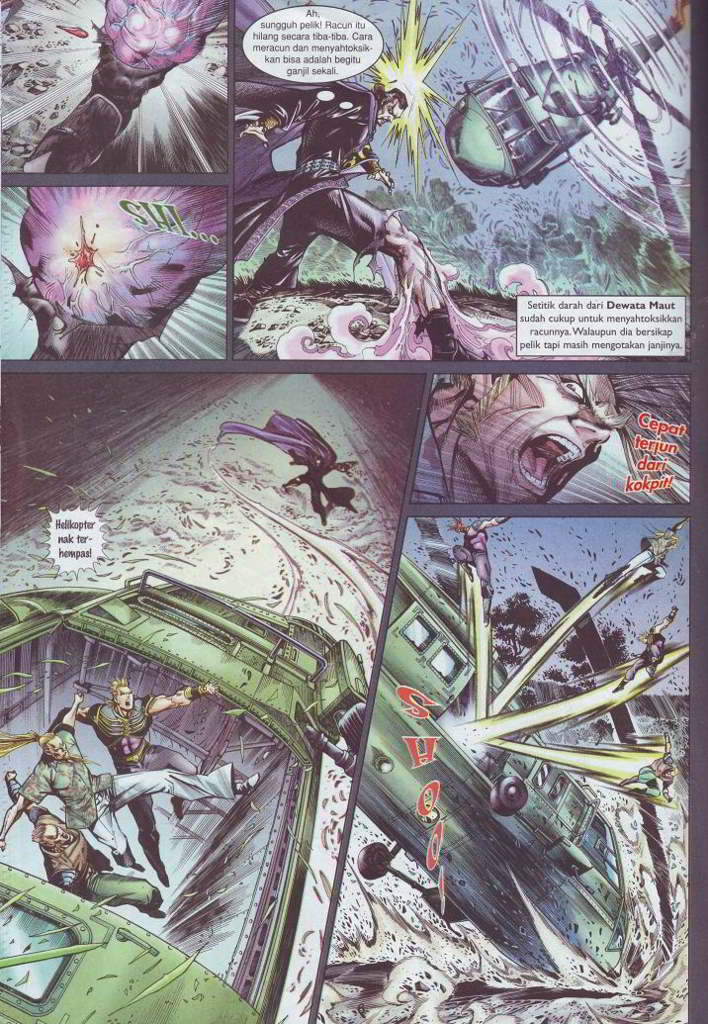 Ah,
sungguh pelik! Racun itu
hilang secara tiba-tiba. Cara
meracun dan menyahtoksik-
kan bisa adalah begitu
ganjil sekali.
SHI...
Setitik darah dari Dewata Maut
sudah cukup untuk menyahtoksikkan
racunnya. Walaupun dia bersikap
pelik tapi masih mengotakan janjinya.
Helikopter
nak ter-
hempas!
Cepat
terjun
dari
kokpit!
SHOOI